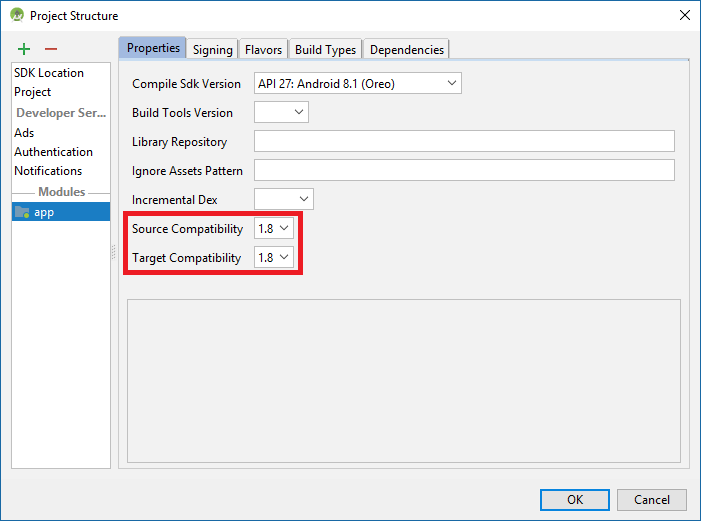 Project Structure
SDK Location
Project
Developer Ser...
Ads
Authentication
Notifications
Modules
app
Properties Signing Flavors Build Types Dependencies
Compile Sdk Version API 27: Android 8.1 (Oreo)
Build Tools Version
Library Repository
Ignore Assets Pattern
Incremental Dex
Source Compatibility 1.8
Target Compatibility 1.8
OK Cancel